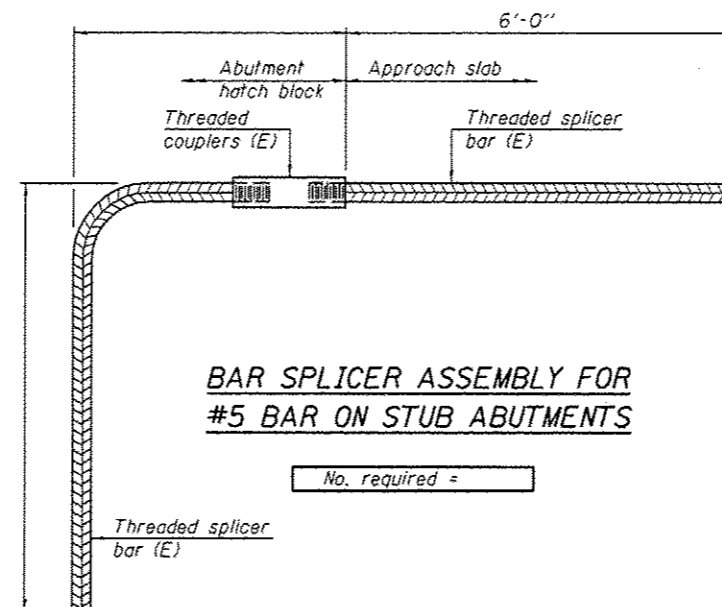 6'-0"
Abutment
hatch block
Approach slab
Threaded
couplers (E)
Threaded splicer
bar (E)
BAR SPLICER ASSEMBLY FOR
#5 BAR ON STUB ABUTMENTS
No. required =
Threaded splicer
bar (E)